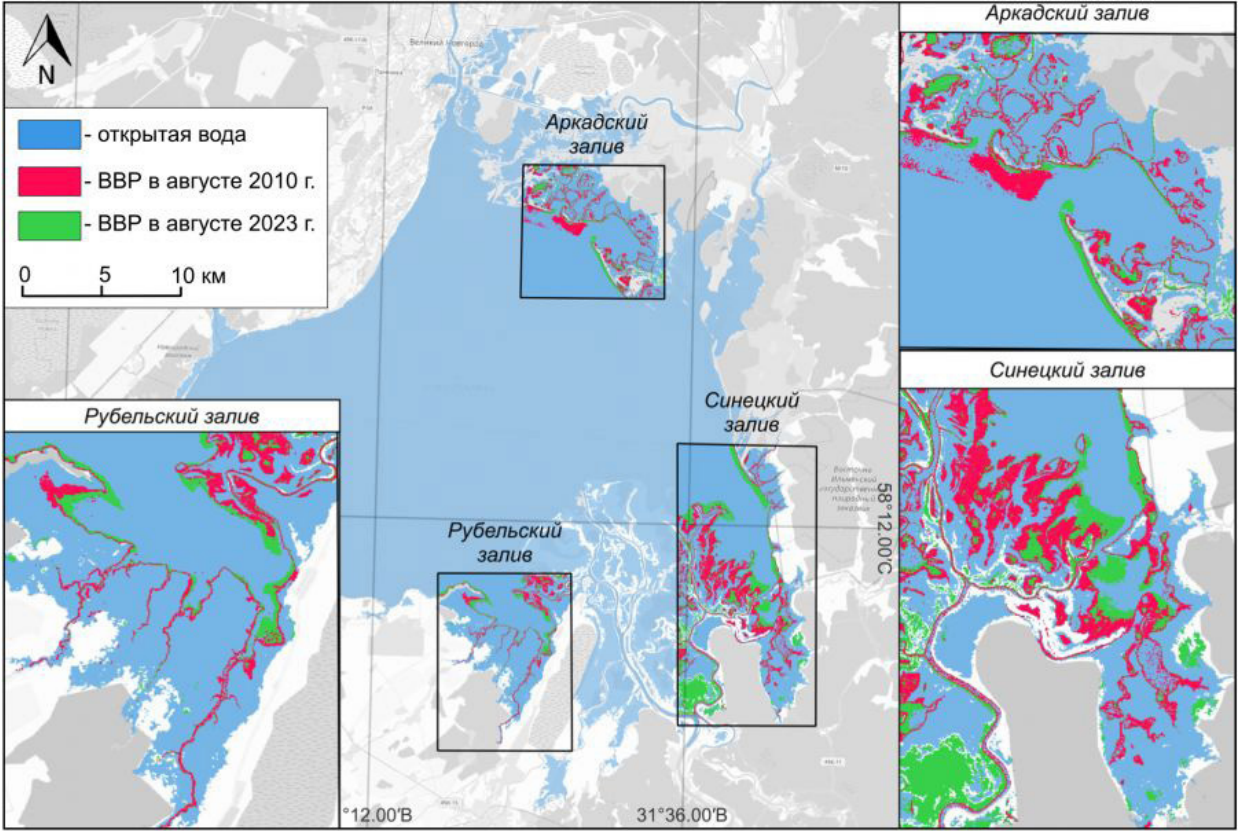 N
- открытая вода
- ВВР в августе 2010 г.
- ВВР в августе 2023 г.
0 5 10 км
Великий Новгород
Аркадский
залив
Синецкий
залив
Рубельский
залив
58°12.00'С
°12.00'В
31°36.00'В
Рубельский залив
Аркадский залив
Синецкий залив